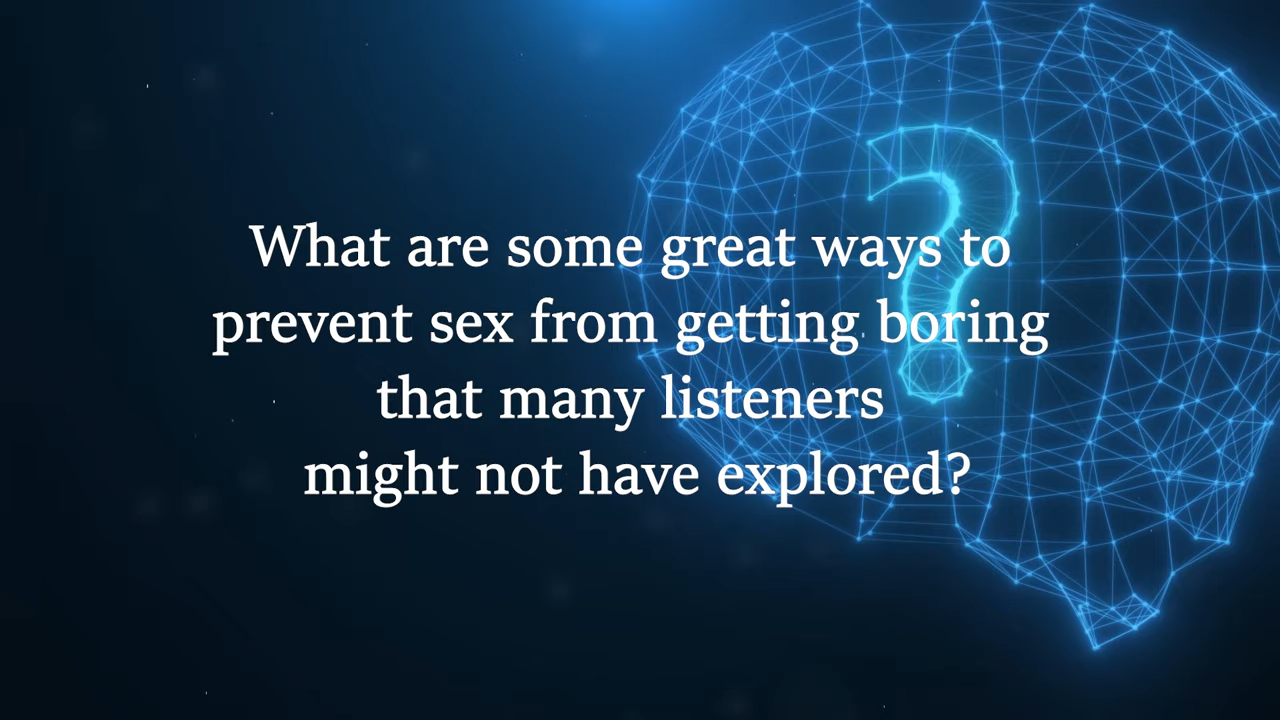 What are some great ways to
prevent sex from getting boring
that many listeners
might not have explored?